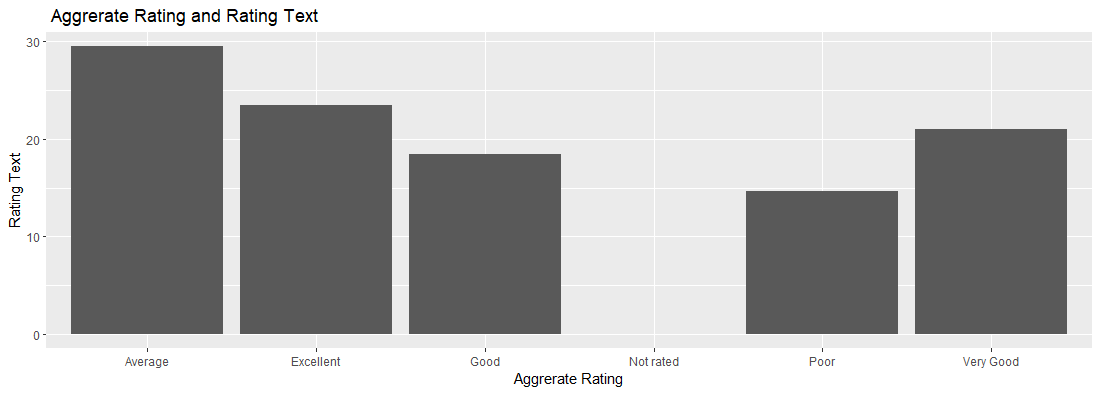 Aggrerate Rating and Rating Text
30
20
10
0
Rating Text
Average Excellent Good Not rated Poor Very Good
Aggrerate Rating